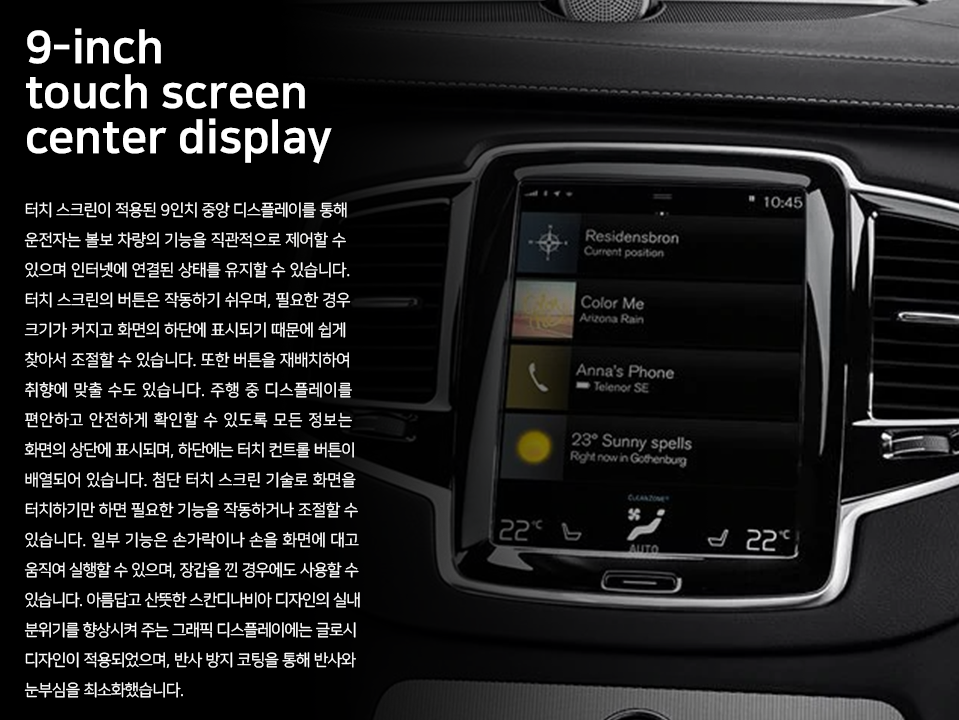 9-inch
touch screen
center display
터치 스크린이 적용된 9인치 중앙 디스플레이를 통해
운전자는 볼보 차량의 기능을 직관적으로 제어할 수
있으며 인터넷에 연결된 상태를 유지할 수 있습니다.
터치 스크린의 버튼은 작동하기 쉬우며, 필요한 경우
크기가 커지고 화면의 하단에 표시되기 때문에 쉽게
찾아서 조절할 수 있습니다. 또한 버튼을 재배치하여
취향에 맞출 수도 있습니다. 주행 중 디스플레이를
편안하고 안전하게 확인할 수 있도록 모든 정보는
화면의 상단에 표시되며, 하단에는 터치 컨트롤 버튼이
배열되어 있습니다. 첨단 터치 스크린 기술로 화면을
터치하기만 하면 필요한 기능을 작동하거나 조절할 수
있습니다. 일부 기능은 손가락이나 손을 화면에 대고
움직여 실행할 수 있으며, 장갑을 낀 경우에도 사용할 수
있습니다. 아름답고 산뜻한 스칸디나비아 디자인의 실내
분위기를 향상시켜 주는 그래픽 디스플레이에는 글로시
디자인이 적용되었으며, 반사 방지 코팅을 통해 반사와
눈부심을 최소화했습니다.
10:45
Residensbron
Current position
Color Me
Arizona Rain
Anna's Phone
Telenor SE
23° Sunny spells
Right now in Gothenburg
CLEANZONE
22°C
22°C
AUTO